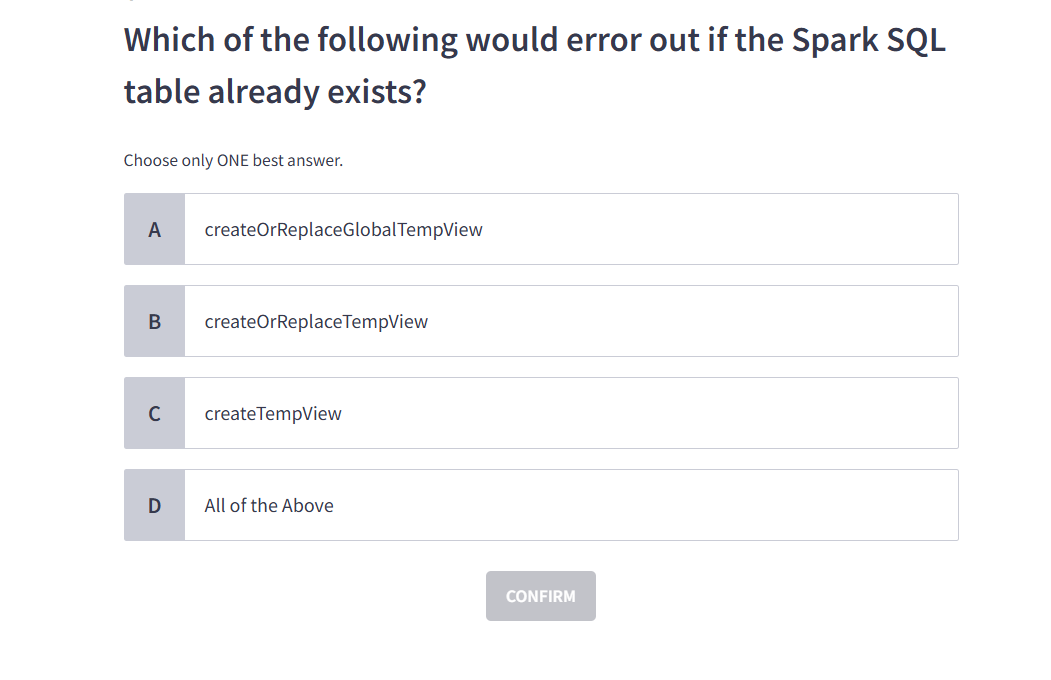 Which of the following would error out if the Spark SQL
table already exists?
Choose only ONE best answer.
A createOrReplaceGlobalTempView
B createOrReplaceTempView
C createTempView
D All of the Above
CONFIRM